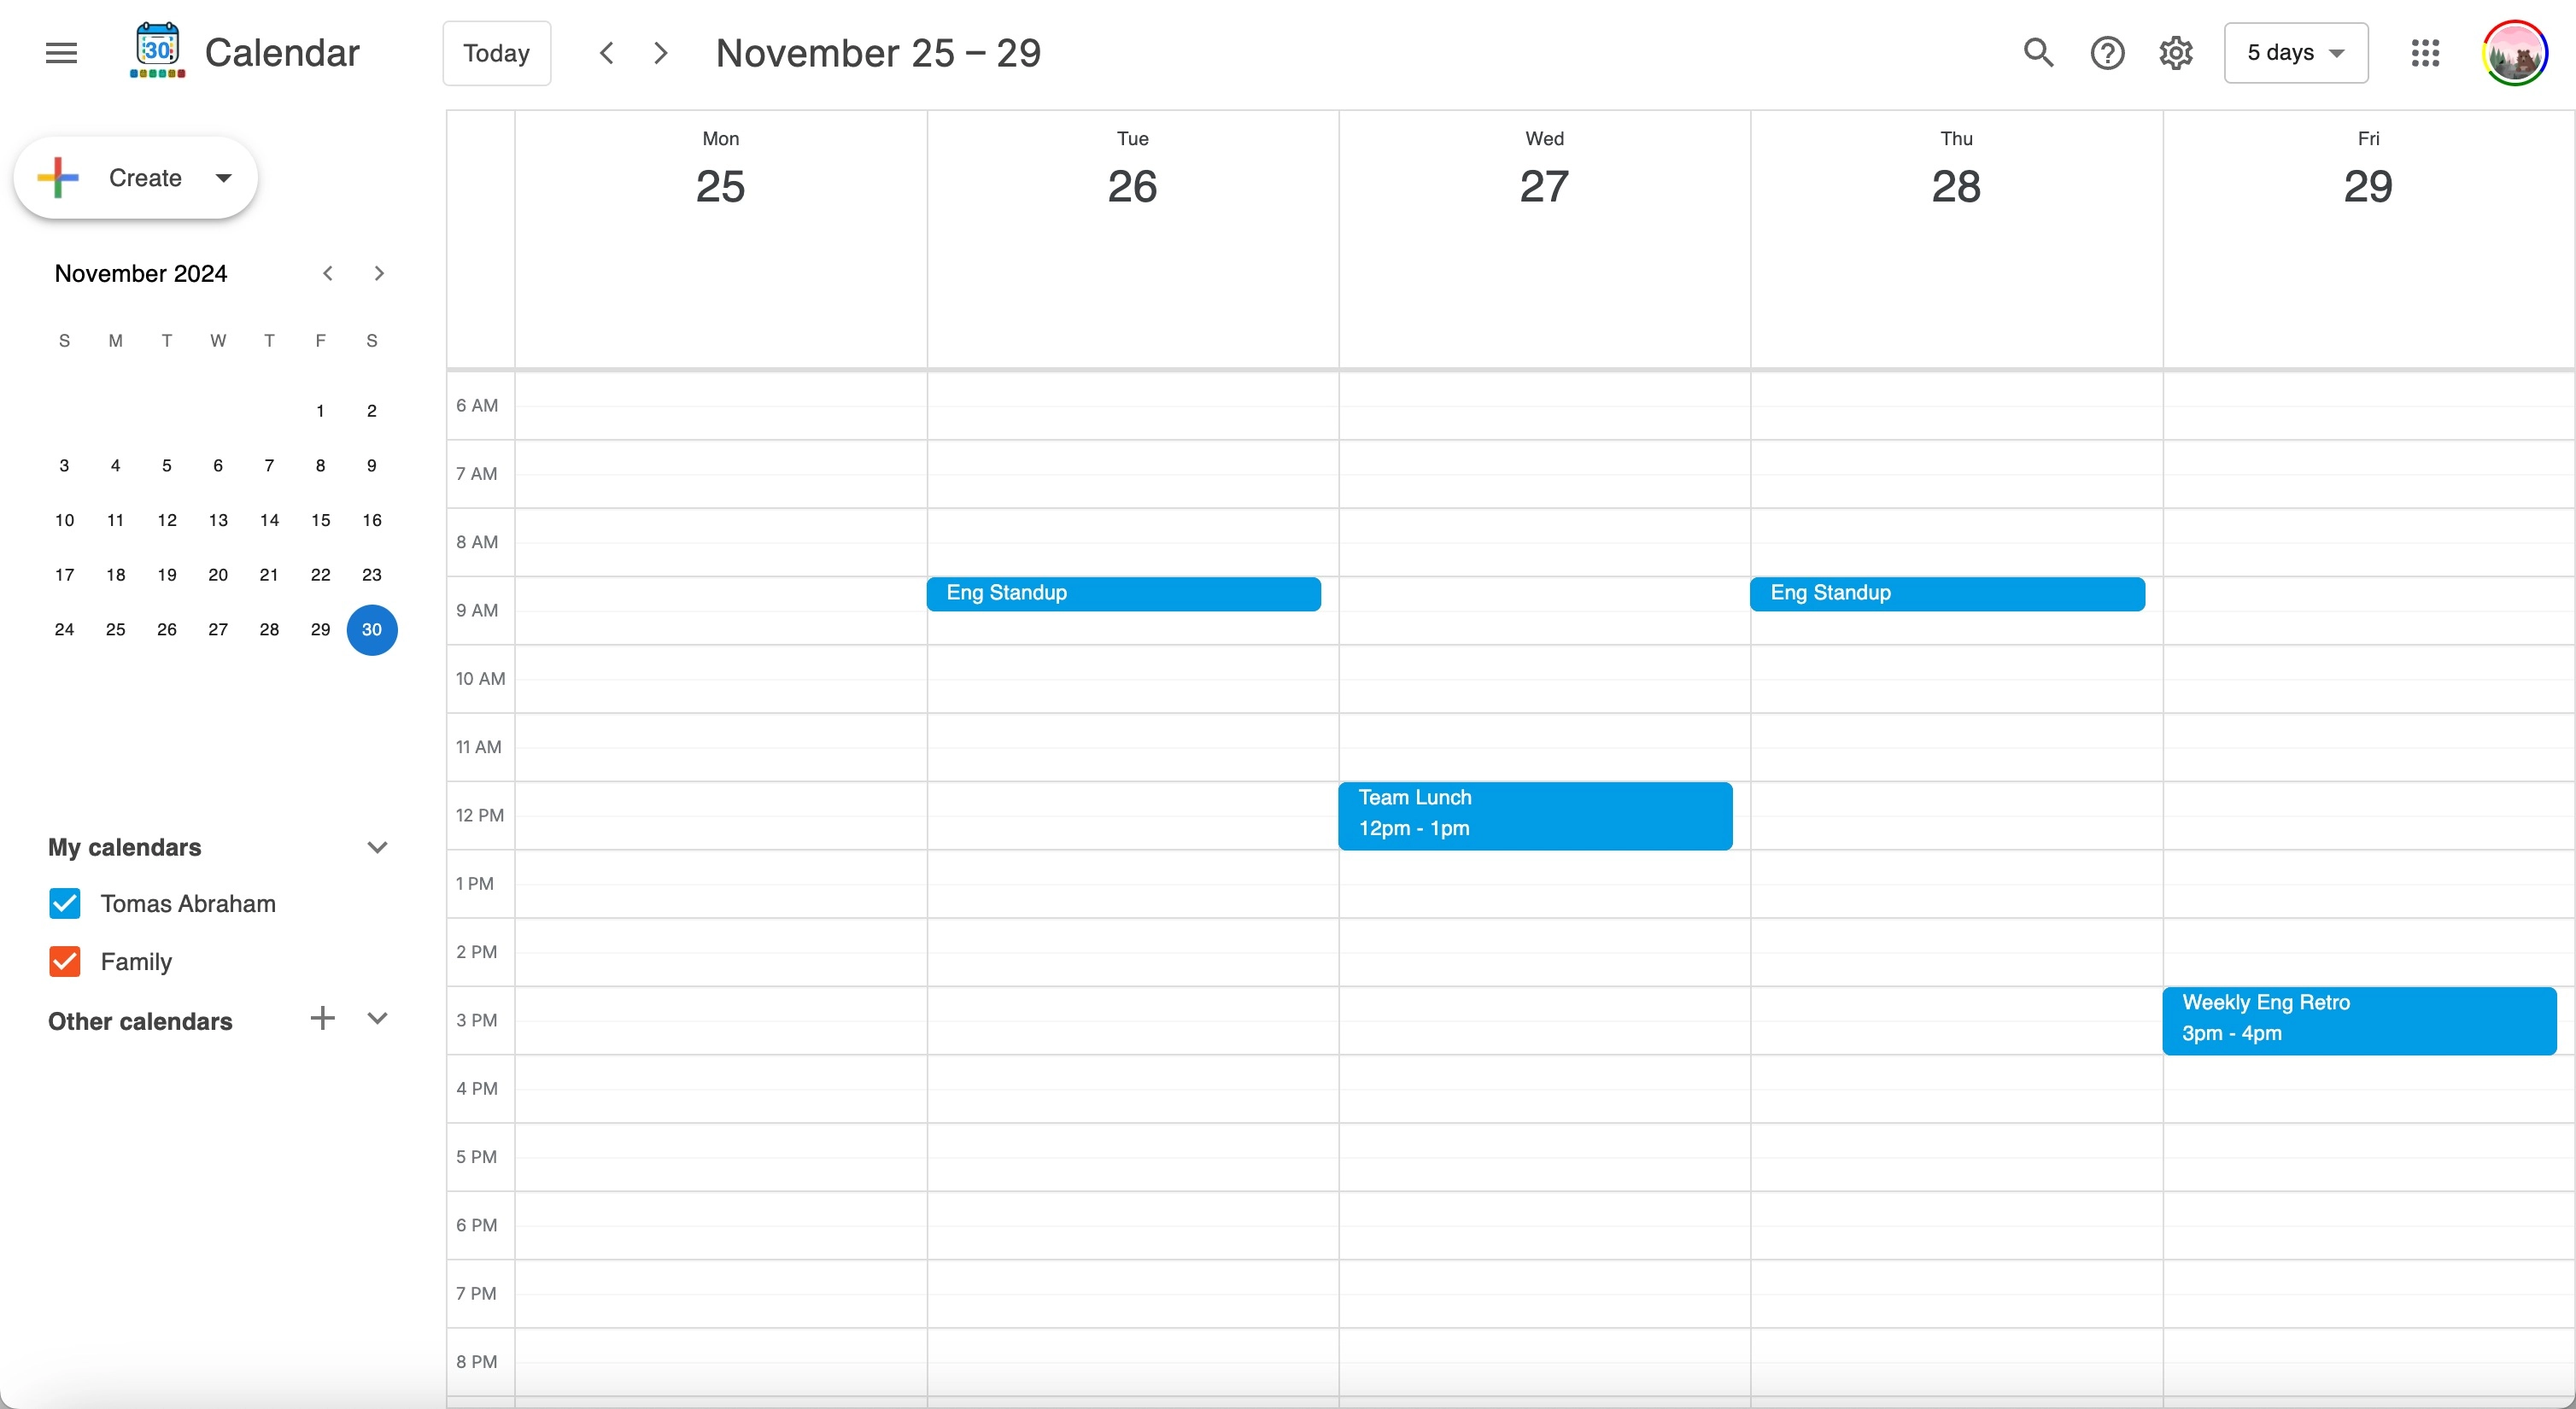 30
Calendar
Today
November 25 – 29
5 days
Create
November 2024
S M T W T F S
1 2
3 4 5 6 7 8 9
10 11 12 13 14 15 16
17 18 19 20 21 22 23
24 25 26 27 28 29 30
My calendars
Tomas Abraham
Family
Other calendars
Mon Tue Wed Thu Fri
25 26 27 28 29
6 AM
7 AM
8 AM
Eng Standup Eng Standup
9 AM
10 AM
11 AM
Team Lunch
12 PM
12pm - 1pm
1 PM
2 PM
Weekly Eng Retro
3 PM
3pm - 4pm
4 PM
5 PM
6 PM
7 PM
8 PM